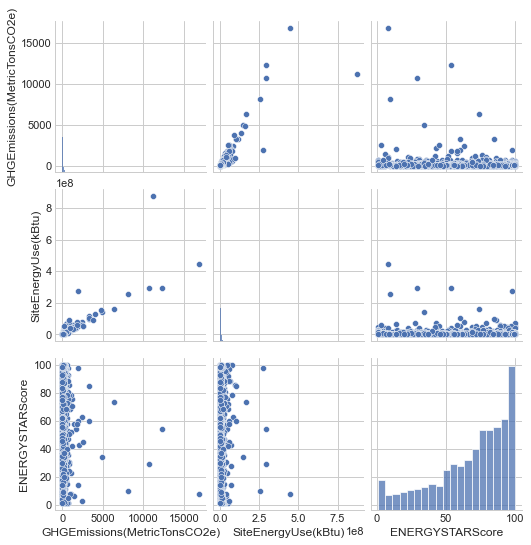 GHGEmissions(MetricTonsCO2e)
15000
10000
5000
0
1e8
SiteEnergyUse(kBtu)
8
6
4
2
0
ENERGYSTARScore
100
80
60
40
20
0
0 5000 10000 15000
0.0 2.5 5.0 7.5
0 50 100
GHGEmissions(MetricTonsCO2e)
SiteEnergyUse(kBtu)
1e8
ENERGYSTARScore